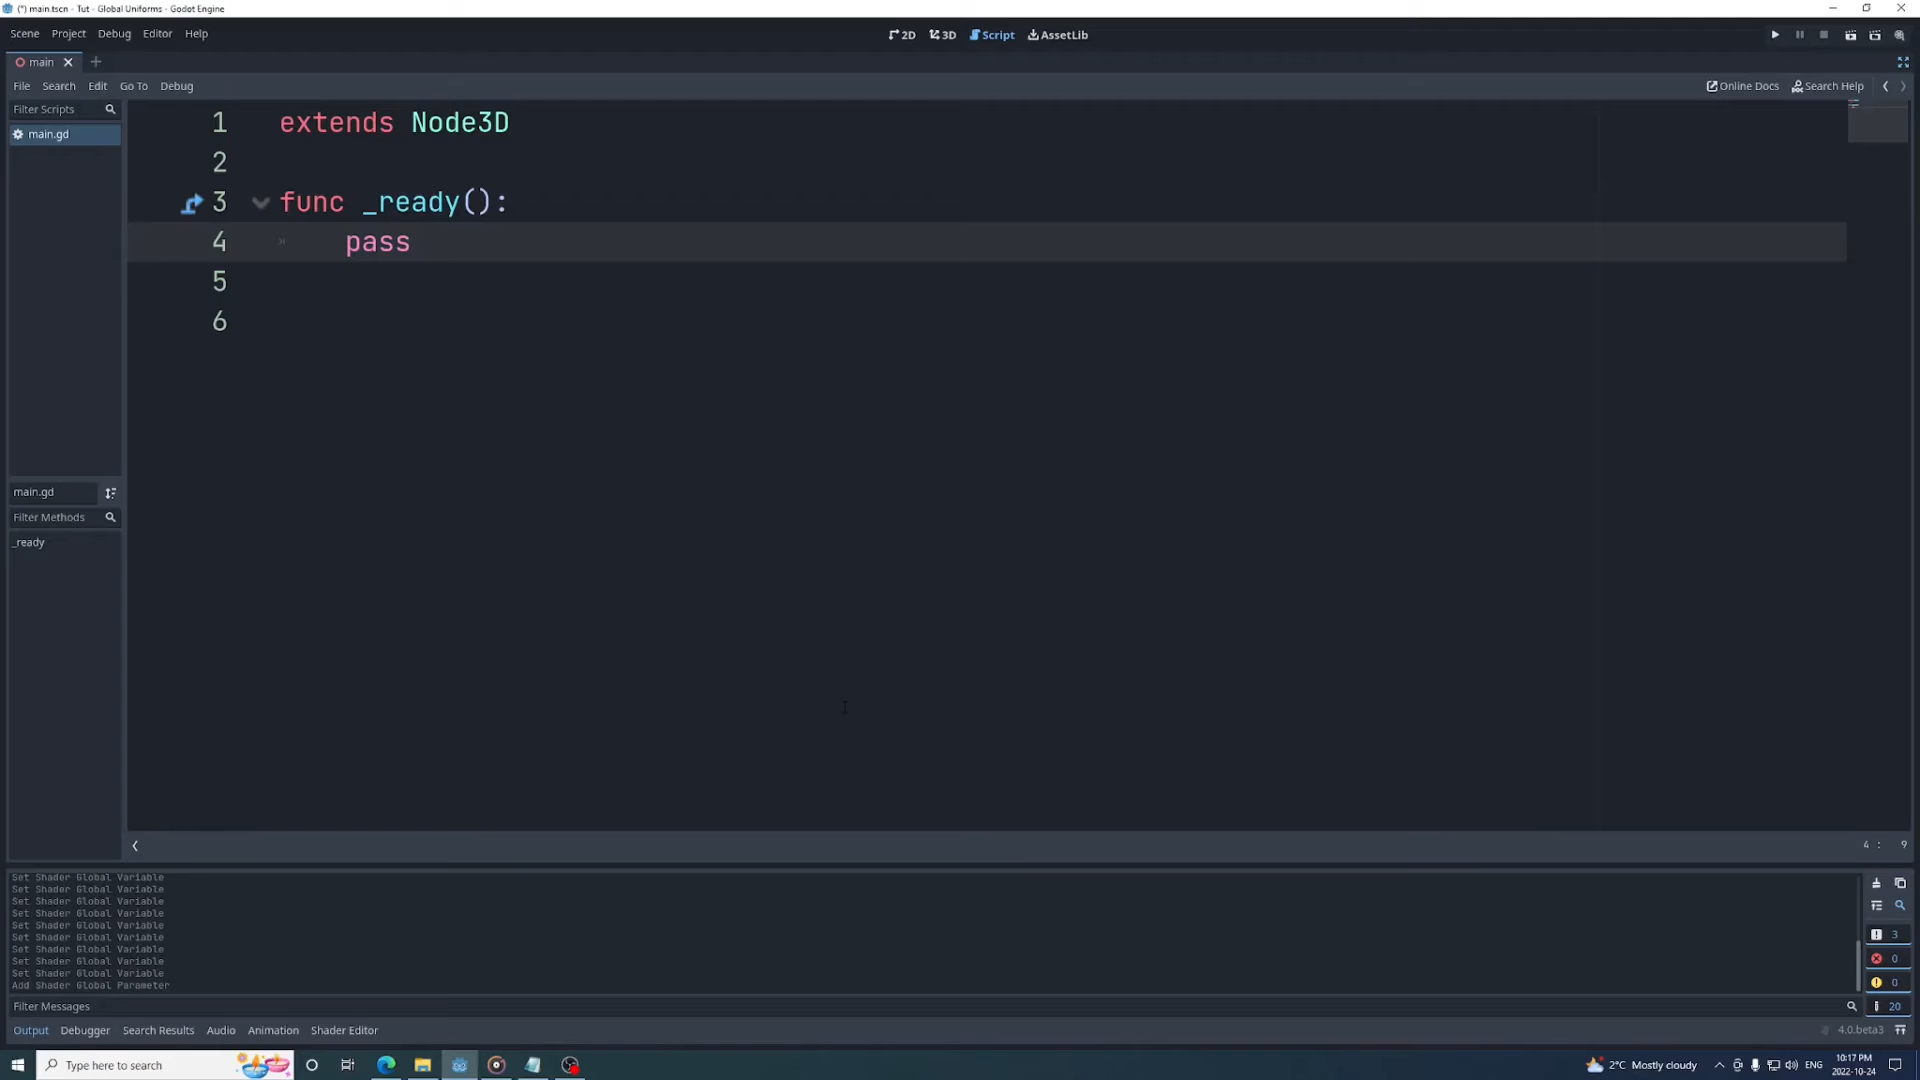 (*) main.tscn - Tut - Global Uniforms - Godot Engine
Scene Project Debug Editor Help
2D 3D Script AssetLib
main
File Search Edit Go To Debug
Online Docs Search Help
Filter Scripts
main.gd
1 extends Node3D
2
3 func _ready():
4 pass
5
6
main.gd
Filter Methods
_ready
4 : 9
Set Shader Global Variable
Set Shader Global Variable
Set Shader Global Variable
Set Shader Global Variable
Set Shader Global Variable
Set Shader Global Variable
Set Shader Global Variable
Set Shader Global Variable
Set Shader Global Variable
Add Shader Global Parameter
3
0
0
20
Filter Messages
Output Debugger Search Results Audio Animation Shader Editor
4.0.beta3
Type here to search
2°C Mostly cloudy
ENG
10:17 PM
2022-10-24